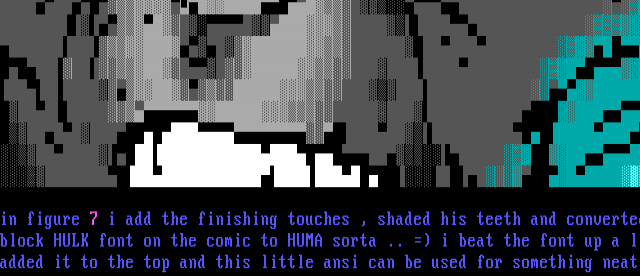 in figure 7 i add the finishing touches , shaded his teeth and converte
block HULK font on the comic to HUMA sorta .. =) i beat the font up a l
added it to the top and this little ansi can be used for something neat